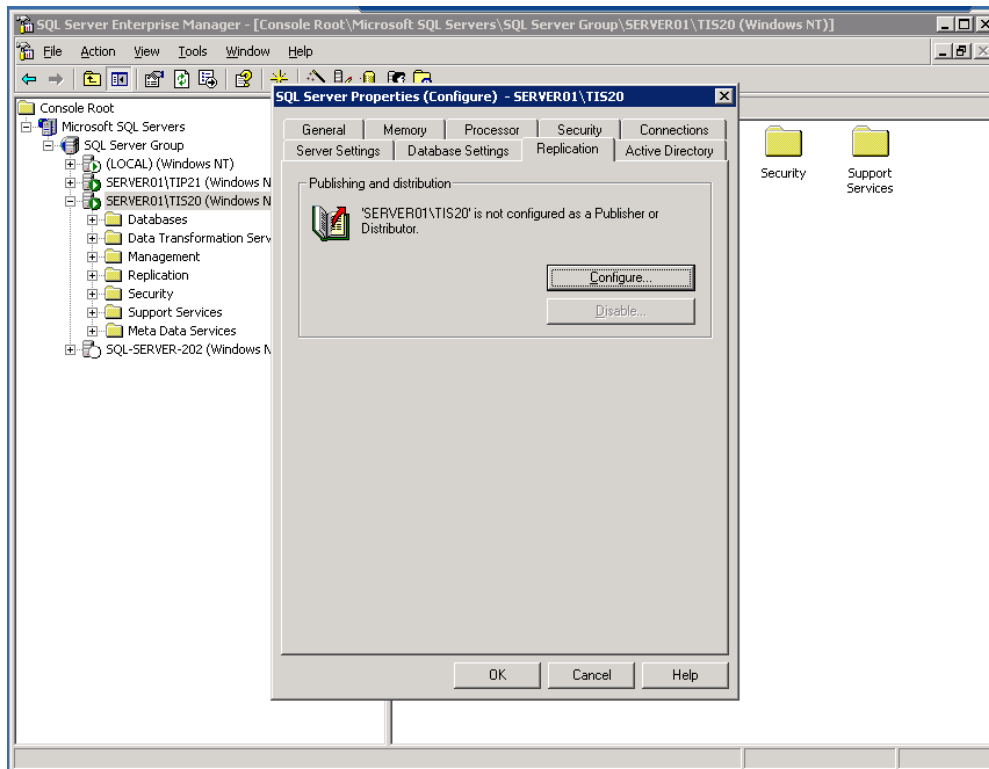 SQL Server Enterprise Manager - [Console Root\Microsoft SQL Servers\SQL Server Group\SERVER01\TIS20 (Windows NT)]
File Action View Tools Window Help
SQL Server Properties (Configure) - SERVER01\TIS20
Console Root
Microsoft SQL Servers
SQL Server Group
(LOCAL) (Windows NT)
SERVER01\TIP21 (Windows N
SERVER01\TIS20 (Windows N
Databases
Data Transformation Serv
Management
Replication
Security
Support Services
Meta Data Services
SQL-SERVER-202 (Windows N
General Memory Processor Security Connections
Server Settings Database Settings Replication Active Directory
Publishing and distribution
'SERVER01\TIS20' is not configured as a Publisher or
Distributor.
Configure...
Disable...
OK Cancel Help
Security
Support
Services